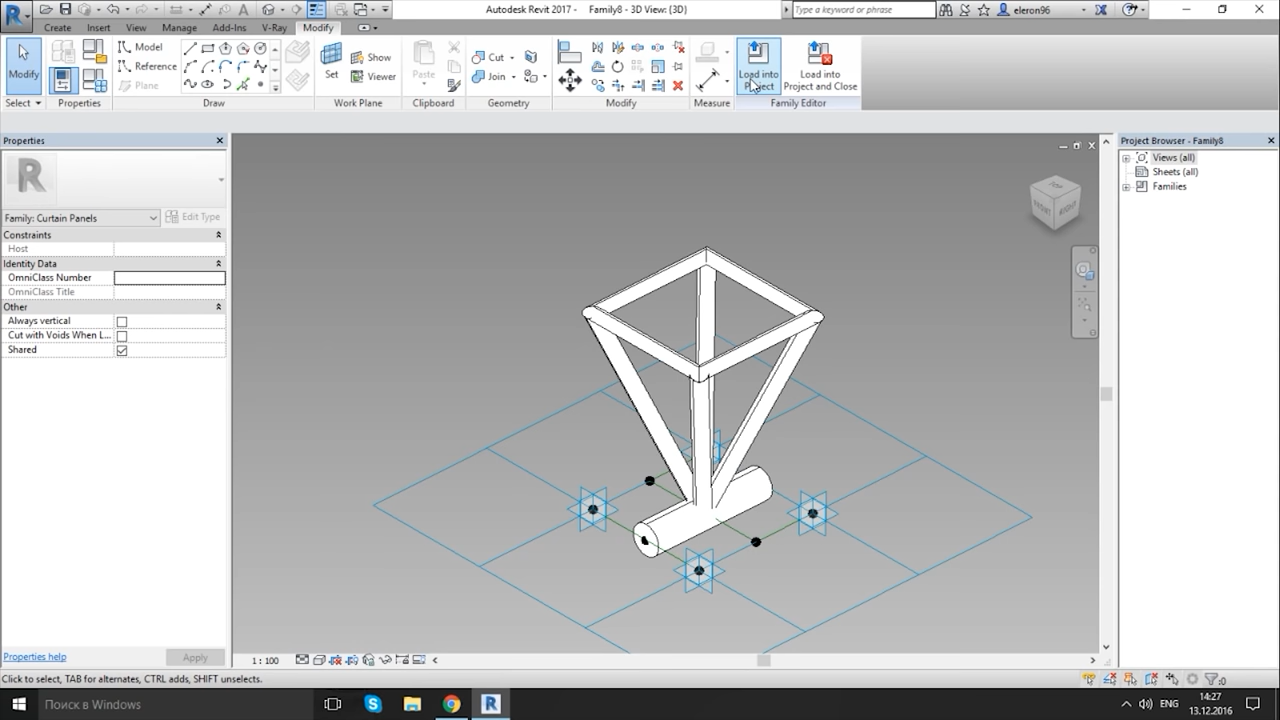 Autodesk Revit 2017 - Family8 - 3D View: {3D}
Type a keyword or phrase
eleron96
Create Insert View Manage Add-Ins V-Ray Modify
Modify
Model
Reference
Plane
Set
Show
Viewer
Paste
Cut
Join
Load into
Project
Load into
Project and Close
Select Properties Draw Work Plane Clipboard Geometry Modify Measure Family Editor
Properties
Family: Curtain Panels
Edit Type
Constraints
Host
Identity Data
OmniClass Number
OmniClass Title
Other
Always vertical
Cut with Voids When L...
Shared
Properties help
Apply
TOP
FRONT
RIGHT
Project Browser - Family8
Views (all)
Sheets (all)
Families
1 : 100
Click to select, TAB for alternates, CTRL adds, SHIFT unselects.
:0
Поиск в Windows
ENG
14:27
13.12.2016